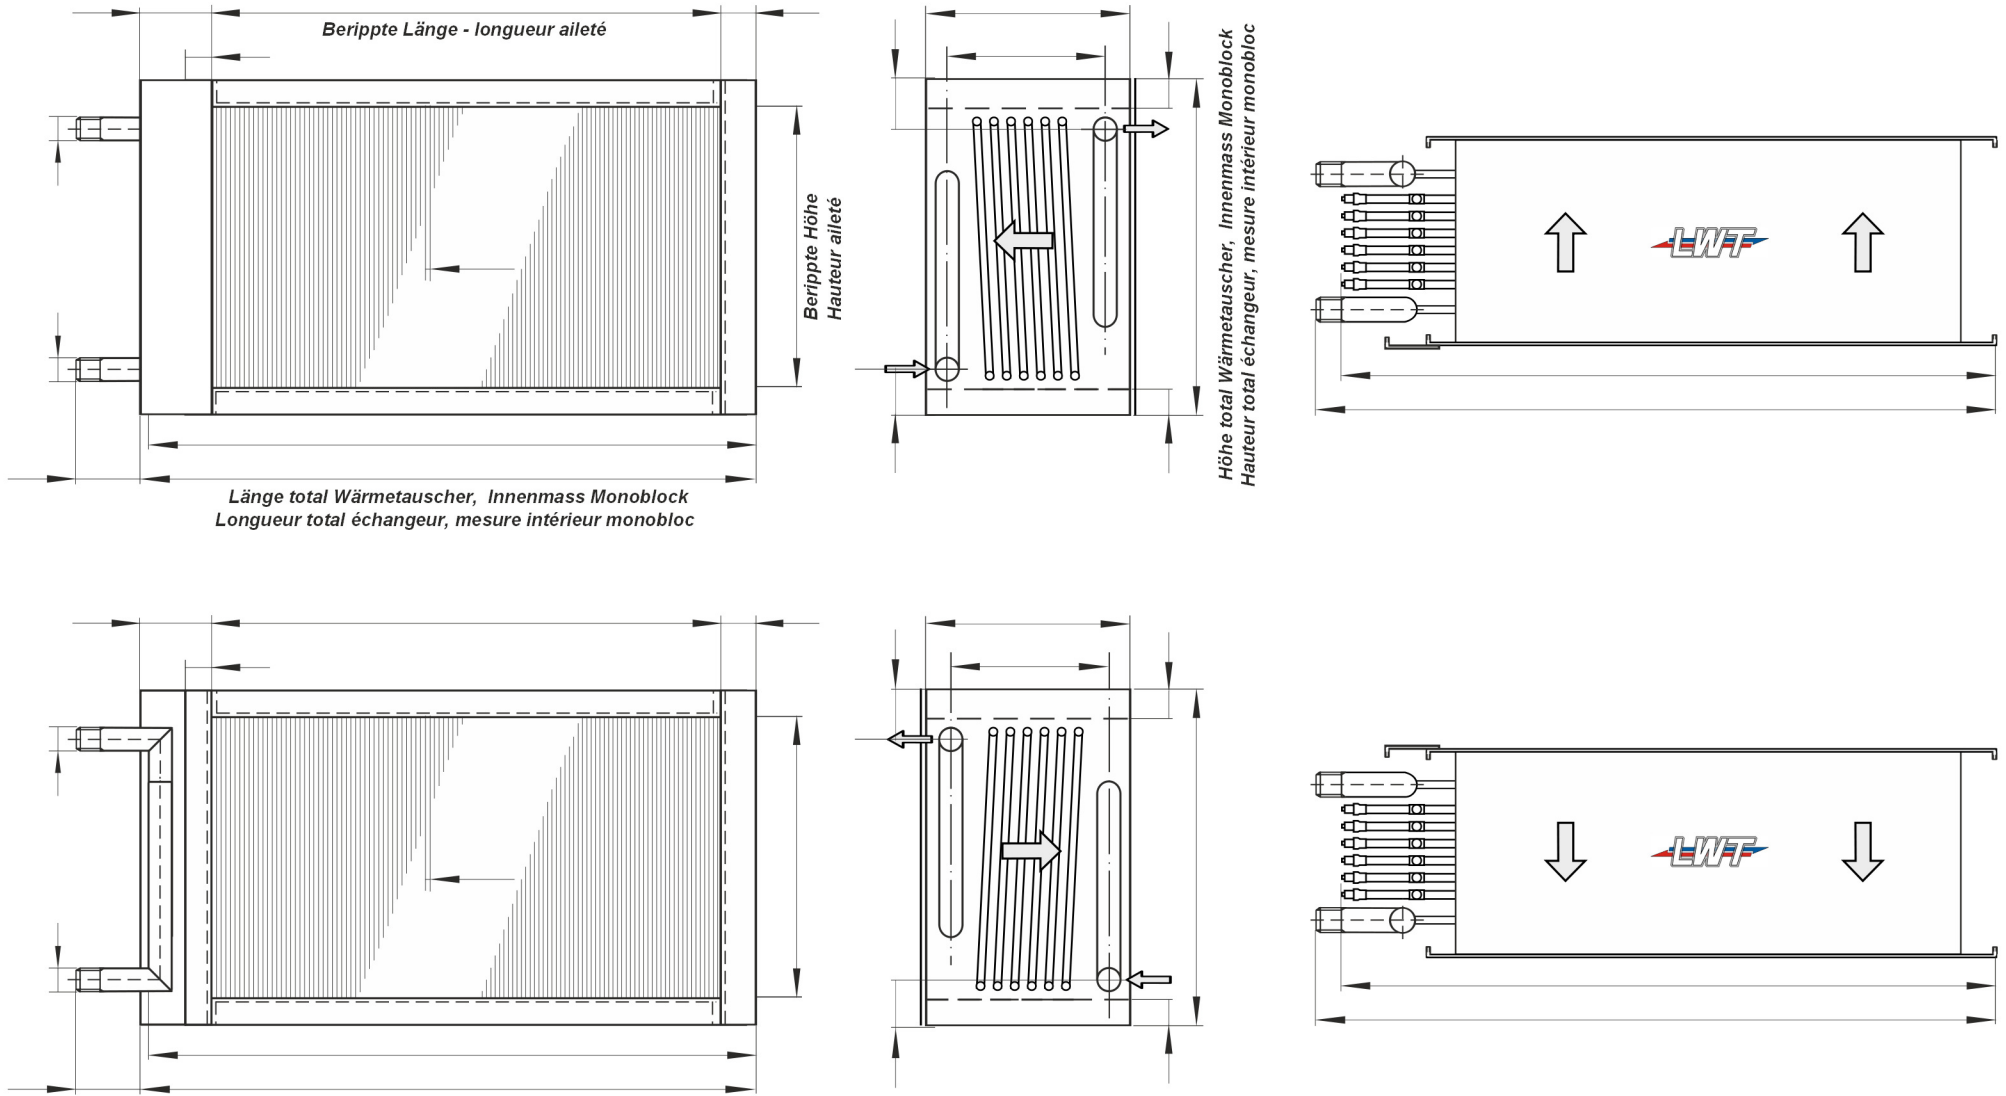 Berippte Länge - longueur aileté
Berippte Höhe
Hauteur aileté
Höhe total Wärmetauscher, Innenmass Monoblock
Hauteur total échangeur, mesure intérieur monobloc
LWT
Länge total Wärmetauscher, Innenmass Monoblock
Longueur total échangeur, mesure intérieur monobloc
LWT